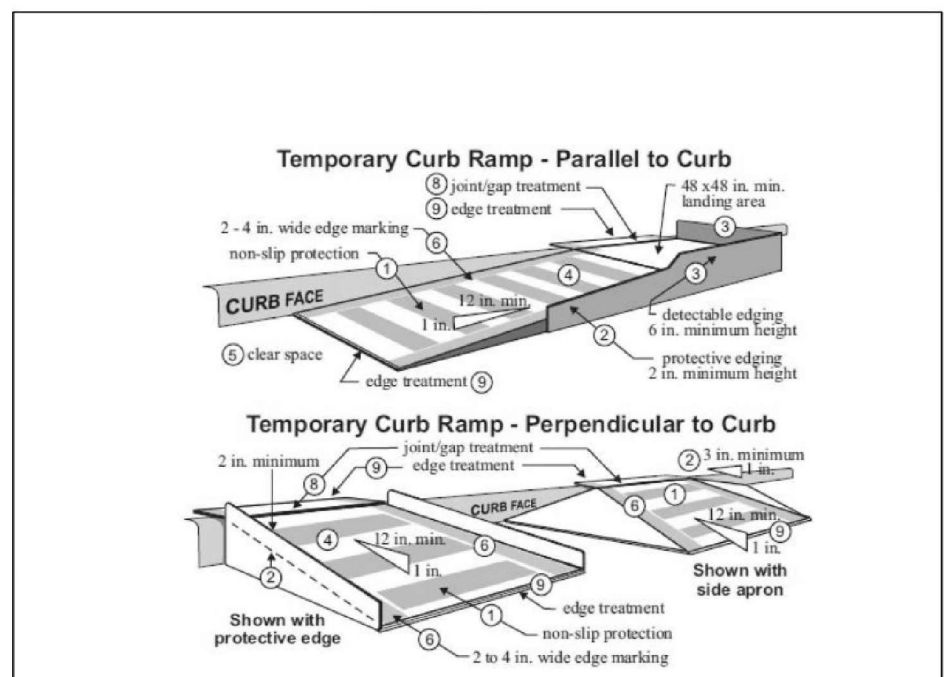 Temporary Curb Ramp - Parallel to Curb
8 joint/gap treatment
48 x48 in. min.
landing area
9 edge treatment
3
2 - 4 in. wide edge marking
6
non-slip protection
1
4
3
CURB FACE
12 in. min.
1 in.
detectable edging
6 in. minimum height
2
5 clear space
protective edging
2 in. minimum height
edge treatment 9
Temporary Curb Ramp - Perpendicular to Curb
joint/gap treatment
2 3 in. minimum
1 in.
2 in. minimum
9 edge treatment
8
CURB FACE
1
6
12 in. min.
9
1 in.
4
12 in. min.
6
1 in.
2
9
Shown with
side apron
edge treatment
Shown with
protective edge
1
non-slip protection
6
2 to 4 in. wide edge marking